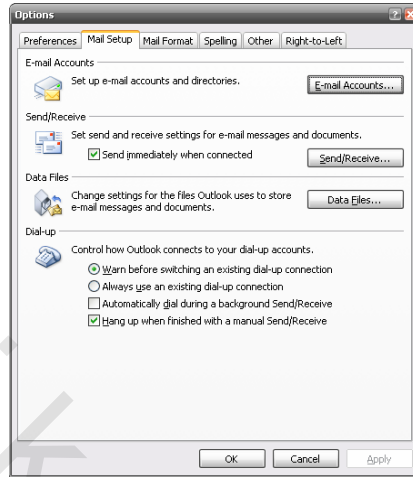 Options
Preferences Mail Setup Mail Format Spelling Other Right-to-Left
E-mail Accounts
Set up e-mail accounts and directories.
E-mail Accounts...
Send/Receive
Set send and receive settings for e-mail messages and documents.
Send immediately when connected
Send/Receive...
Data Files
Change settings for the files Outlook uses to store
e-mail messages and documents.
Data Files...
Dial-up
Control how Outlook connects to your dial-up accounts.
Warn before switching an existing dial-up connection
Always use an existing dial-up connection
Automatically dial during a background Send/Receive
Hang up when finished with a manual Send/Receive
OK Cancel Apply